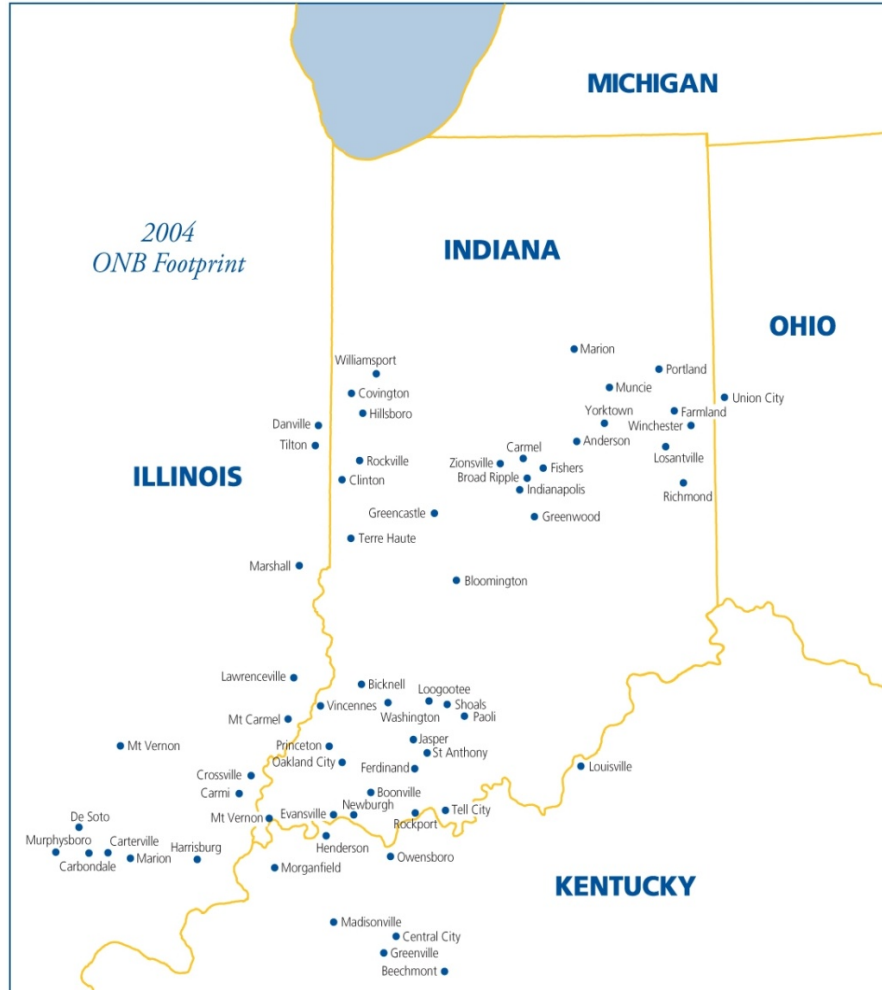 MICHIGAN
2004
ONB Footprint
INDIANA
OHIO
Marion
Williamsport
Portland
Muncie
Covington
Union City
Hillsboro
Yorktown
Farmland
Danville
Winchester
Tilton
Carmel
Anderson
Losantville
Rockville
Zionsville
Fishers
ILLINOIS
Clinton
Broad Ripple
Indianapolis
Richmond
Greencastle
Greenwood
Terre Haute
Marshall
Bloomington
Lawrenceville
Bicknell
Loogootee
Vincennes
Shoals
Washington
Paoli
Mt Carmel
Jasper
Mt Vernon
Princeton
St Anthony
Oakland City
Ferdinand
Louisville
Crossville
Carmi
Boonville
Newburgh
Tell City
De Soto
Mt Vernon
Evansville
Rockport
Murphysboro
Carterville
Harrisburg
Henderson
Carbondale
Marion
Owensboro
Morganfield
KENTUCKY
Madisonville
Central City
Greenville
Beechmont